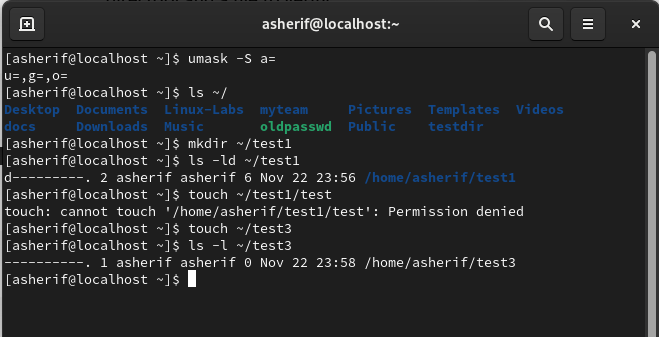 asherif@localhost:~
[asherif@localhost ~]$ umask -S a=
u=,g=,o=
[asherif@localhost ~]$ ls ~/
Desktop Documents Linux-Labs myteam Pictures Templates Videos
docs Downloads Music oldpasswd Public testdir
[asherif@localhost ~]$ mkdir ~/test1
[asherif@localhost ~]$ ls -ld ~/test1
d---------. 2 asherif asherif 6 Nov 22 23:56 /home/asherif/test1
[asherif@localhost ~]$ touch ~/test1/test
touch: cannot touch '/home/asherif/test1/test': Permission denied
[asherif@localhost ~]$ touch ~/test3
[asherif@localhost ~]$ ls -l ~/test3
----------. 1 asherif asherif 0 Nov 22 23:58 /home/asherif/test3
[asherif@localhost ~]$